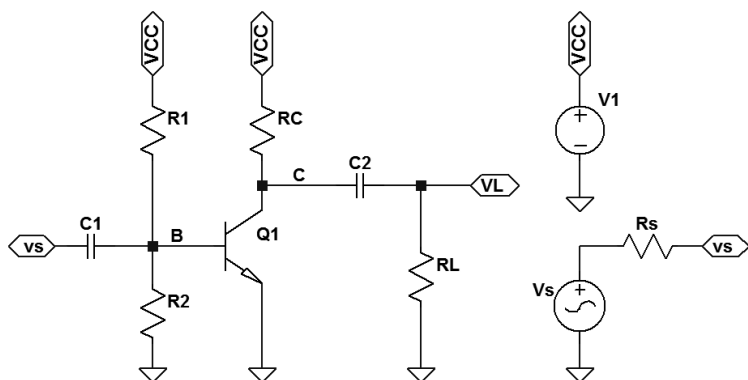 VCC VCC VCC
R1 RC V1
C2
C VL
C1 B Q1 Rs
vs vs
R2 RL Vs